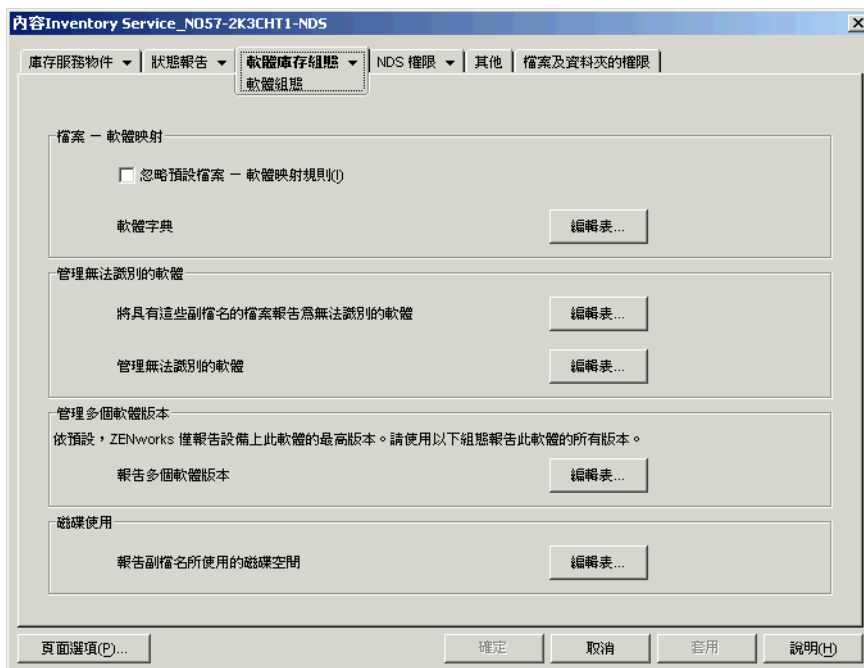 內容Inventory Service_NO57-2K3CHT1-NDS
庫存服務物件 狀態報告 軟體庫存組態 NDS 權限 其他 檔案及資料夾的權限
軟體組態
檔案 － 軟體映射
忽略預設檔案 － 軟體映射規則(I)
軟體字典 編輯表...
管理無法識別的軟體
將具有這些副檔名的檔案報告為無法識別的軟體 編輯表...
管理無法識別的軟體 編輯表...
管理多個軟體版本
依預設，ZENworks 僅報告設備上此軟體的最高版本。請使用以下組態報告此軟體的所有版本。
報告多個軟體版本 編輯表...
磁碟使用
報告副檔名所使用的磁碟空間 編輯表...
頁面選項(P)... 確定 取消 套用 說明(H)